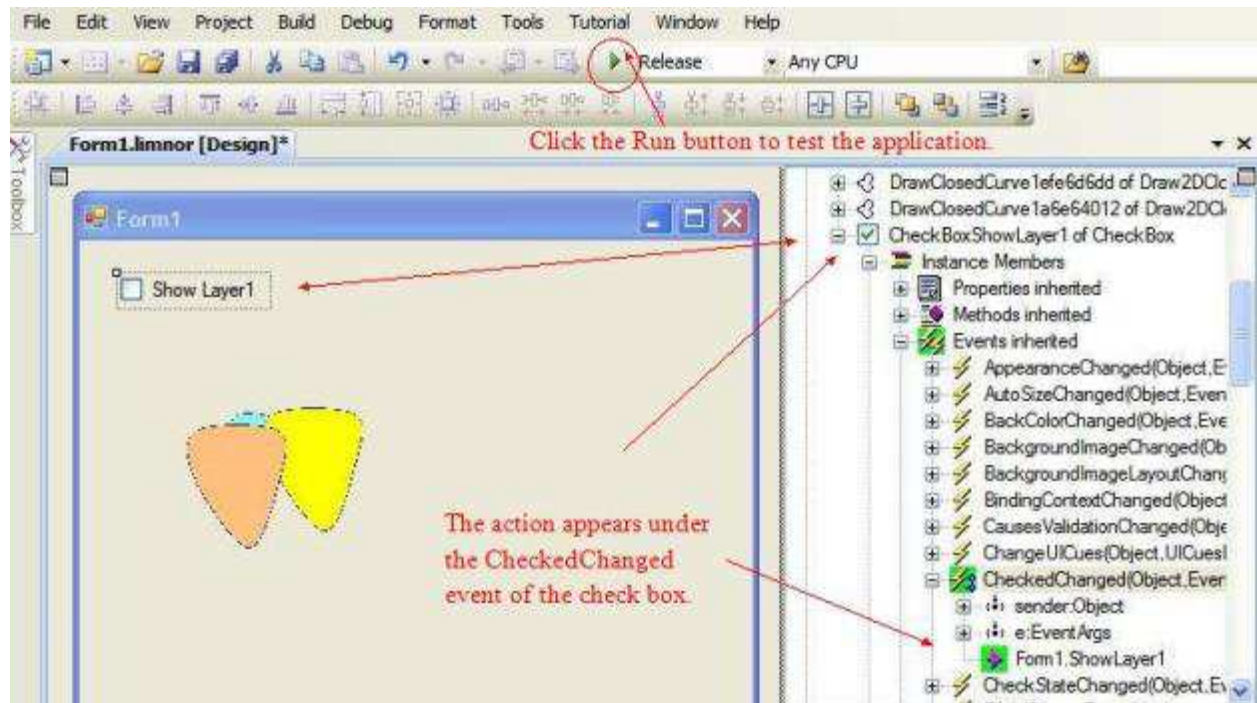 File Edit View Project Build Debug Format Tools Tutorial Window Help
Release Any CPU
Click the Run button to test the application.
Form1.limnor [Design]*
Toolbox
DrawClosedCurve1efe6d6dd of Draw2DClc
DrawClosedCurve1a6e64012 of Draw2DCl
Form1
CheckBoxShowLayer1 of CheckBox
Instance Members
Show Layer1
Properties inherited
Methods inherited
Events inherited
AppearanceChanged(Object,E
AutoSizeChanged(Object,Even
BackColorChanged(Object,Eve
BackgroundImageChanged(Ob
BackgroundImageLayoutChang
BindingContextChanged(Object
CausesValidationChanged(Obje
ChangeUICues(Object,UICuesI
The action appears under
the CheckedChanged
event of the check box.
CheckedChanged(Object,Ever
sender:Object
e:EventArgs
Form1.ShowLayer1
CheckStateChanged(Object,Ev